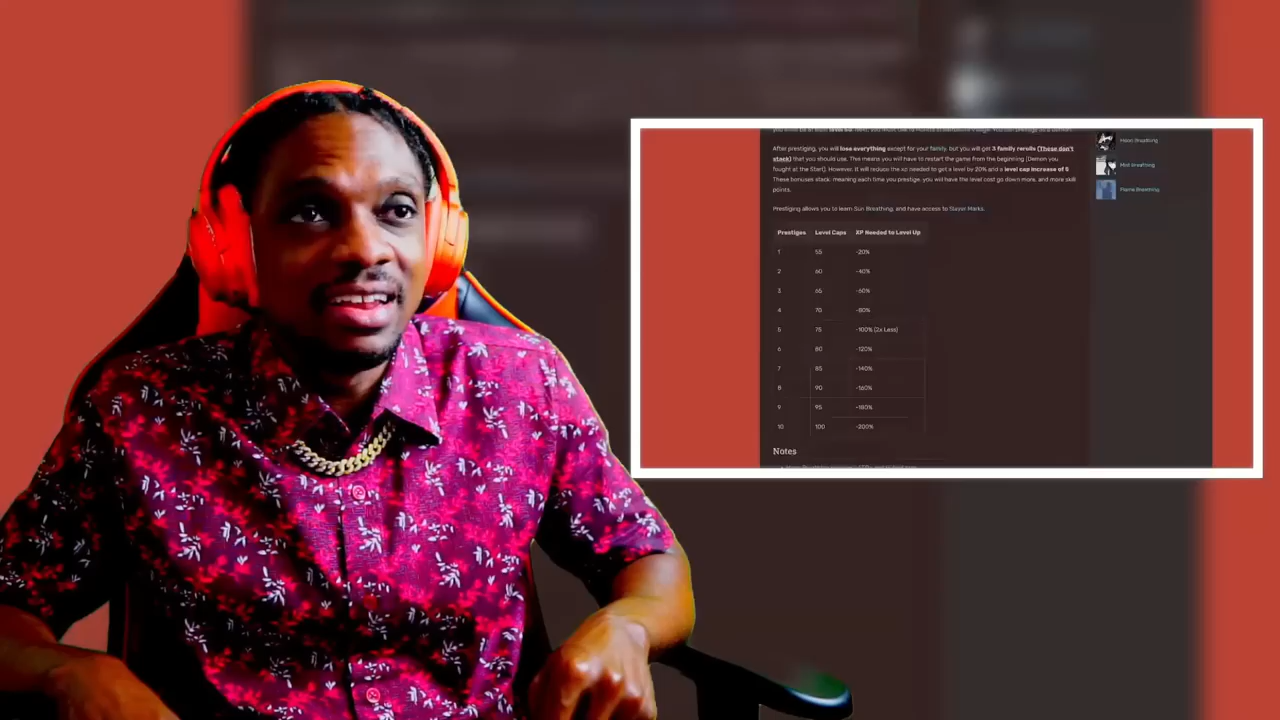 After prestiging, you will lose everything except for your family, but you will get 3 family rerolls (These don't
stack) that you should use. This means you will have to restart the game from the beginning (Demon you
fought at the Start). However, it will reduce the xp needed to get a level by 20% and a level cap increase of 5
These bonuses stack- meaning each time you prestige, you will have the level cost go down more, and more skill
points.
Prestiging allows you to learn Sun Breathing, and have access to Slayer Marks.
Prestiges Level Caps XP Needed to Level Up
1 55 -20%
2 60 -40%
3 65 -60%
4 70 -80%
5 75 -100% (2x Less)
6 80 -120%
7 85 -140%
8 90 -160%
9 95 -180%
10 100 -200%
Notes
Moon Breathing
Mist Breathing
Flame Breathing